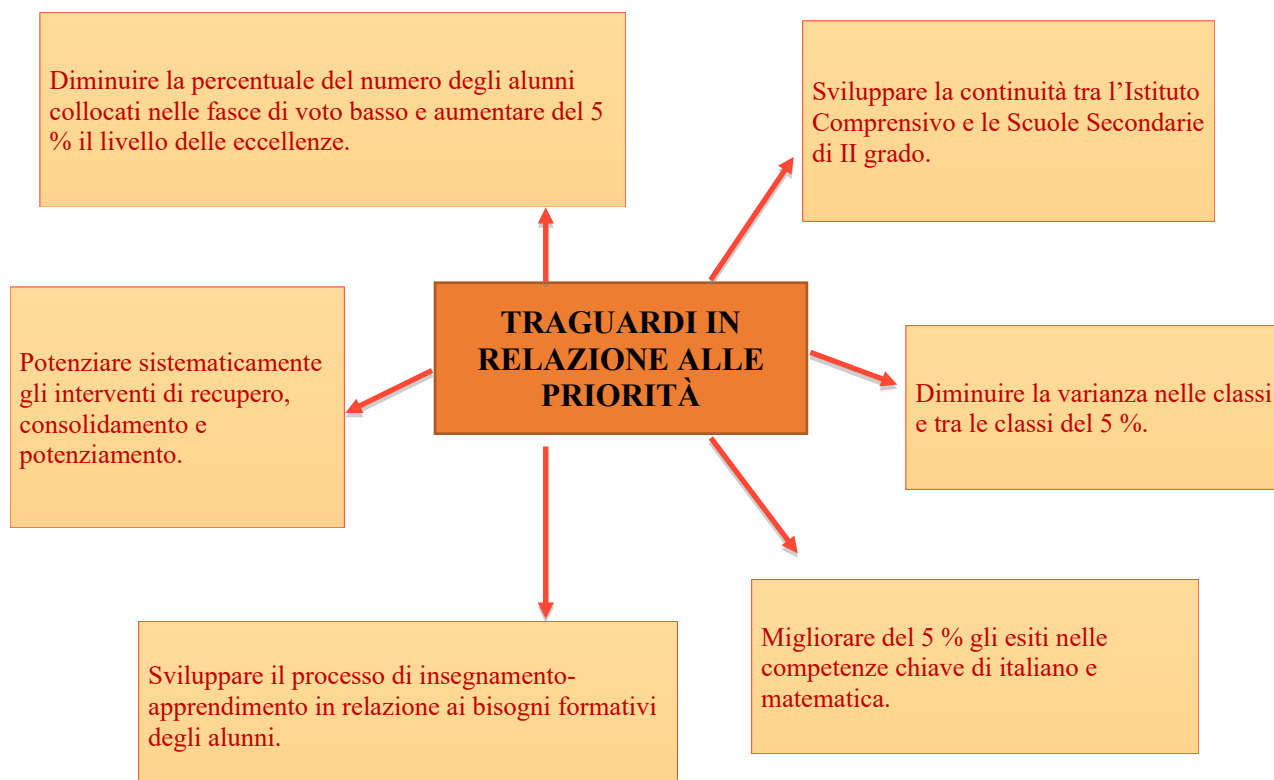 Diminuire la percentuale del numero degli alunni
collocati nelle fasce di voto basso e aumentare del 5
% il livello delle eccellenze.
Sviluppare la continuità tra l’Istituto
Comprensivo e le Scuole Secondarie
di II grado.
TRAGUARDI IN
RELAZIONE ALLE
PRIORITÀ
Potenziare sistematicamente
gli interventi di recupero,
consolidamento e
potenziamento.
Diminuire la varianza nelle classi
e tra le classi del 5 %.
Sviluppare il processo di insegnamento-
apprendimento in relazione ai bisogni formativi
degli alunni.
Migliorare del 5 % gli esiti nelle
competenze chiave di italiano e
matematica.